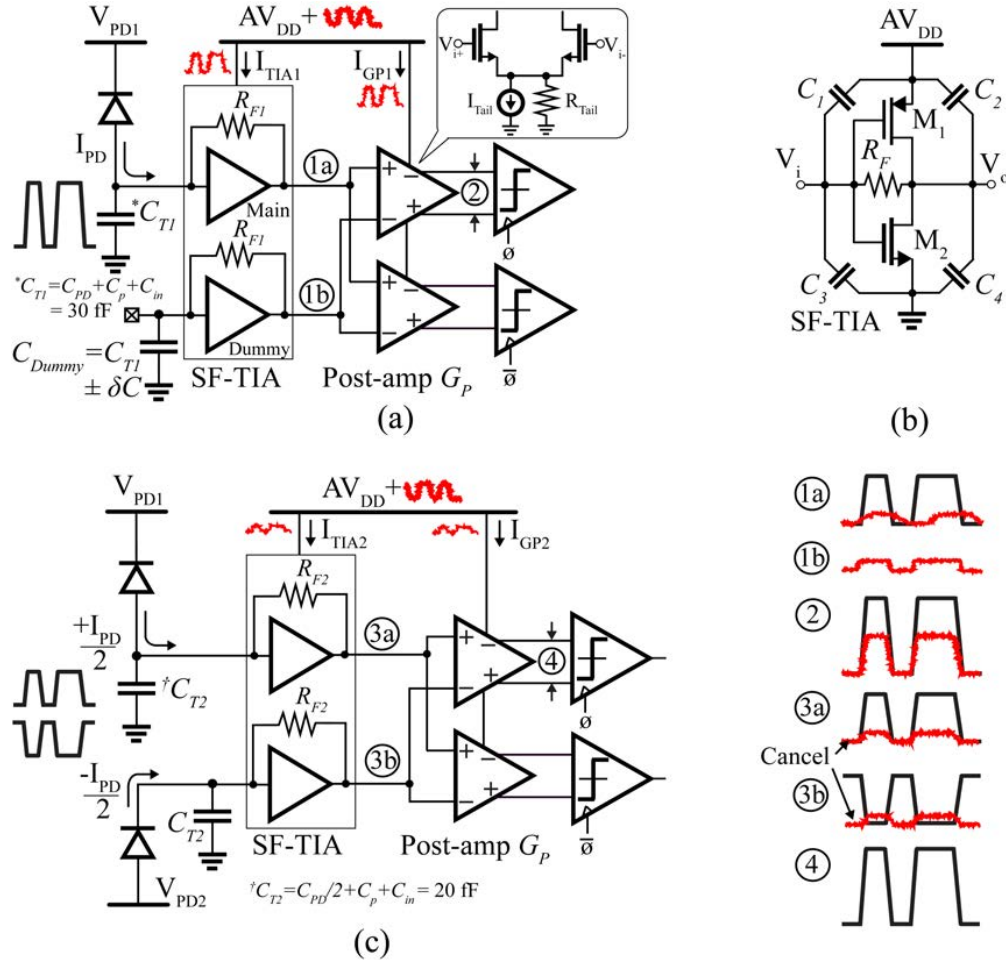 V_PD1
AV_DD +
I_TIA1
I_GP1
V_i+
V_i-
I_Tail
R_Tail
R_F1
I_PD
1a
+ −
− +
2
*C_T1
Main
ø
R_F1
*C_T1=C_PD+C_p+C_in
= 30 fF
1b
+ −
− +
C_Dummy=C_T1
± δC
Dummy
ø̅
SF-TIA
Post-amp G_P
(a)
AV_DD
C_1
C_2
M_1
V_i
R_F
M_2
C_3
C_4
SF-TIA
(b)
V_PD1
AV_DD+
I_TIA2
I_GP2
R_F2
+I_PD
2
3a
+ −
− +
4
†C_T2
ø
R_F2
-I_PD
2
3b
+ −
− +
C_T2
ø̅
SF-TIA
Post-amp G_P
V_PD2
†C_T2=C_PD/2+C_p+C_in = 20 fF
(c)
1a
1b
2
3a
Cancel
3b
4